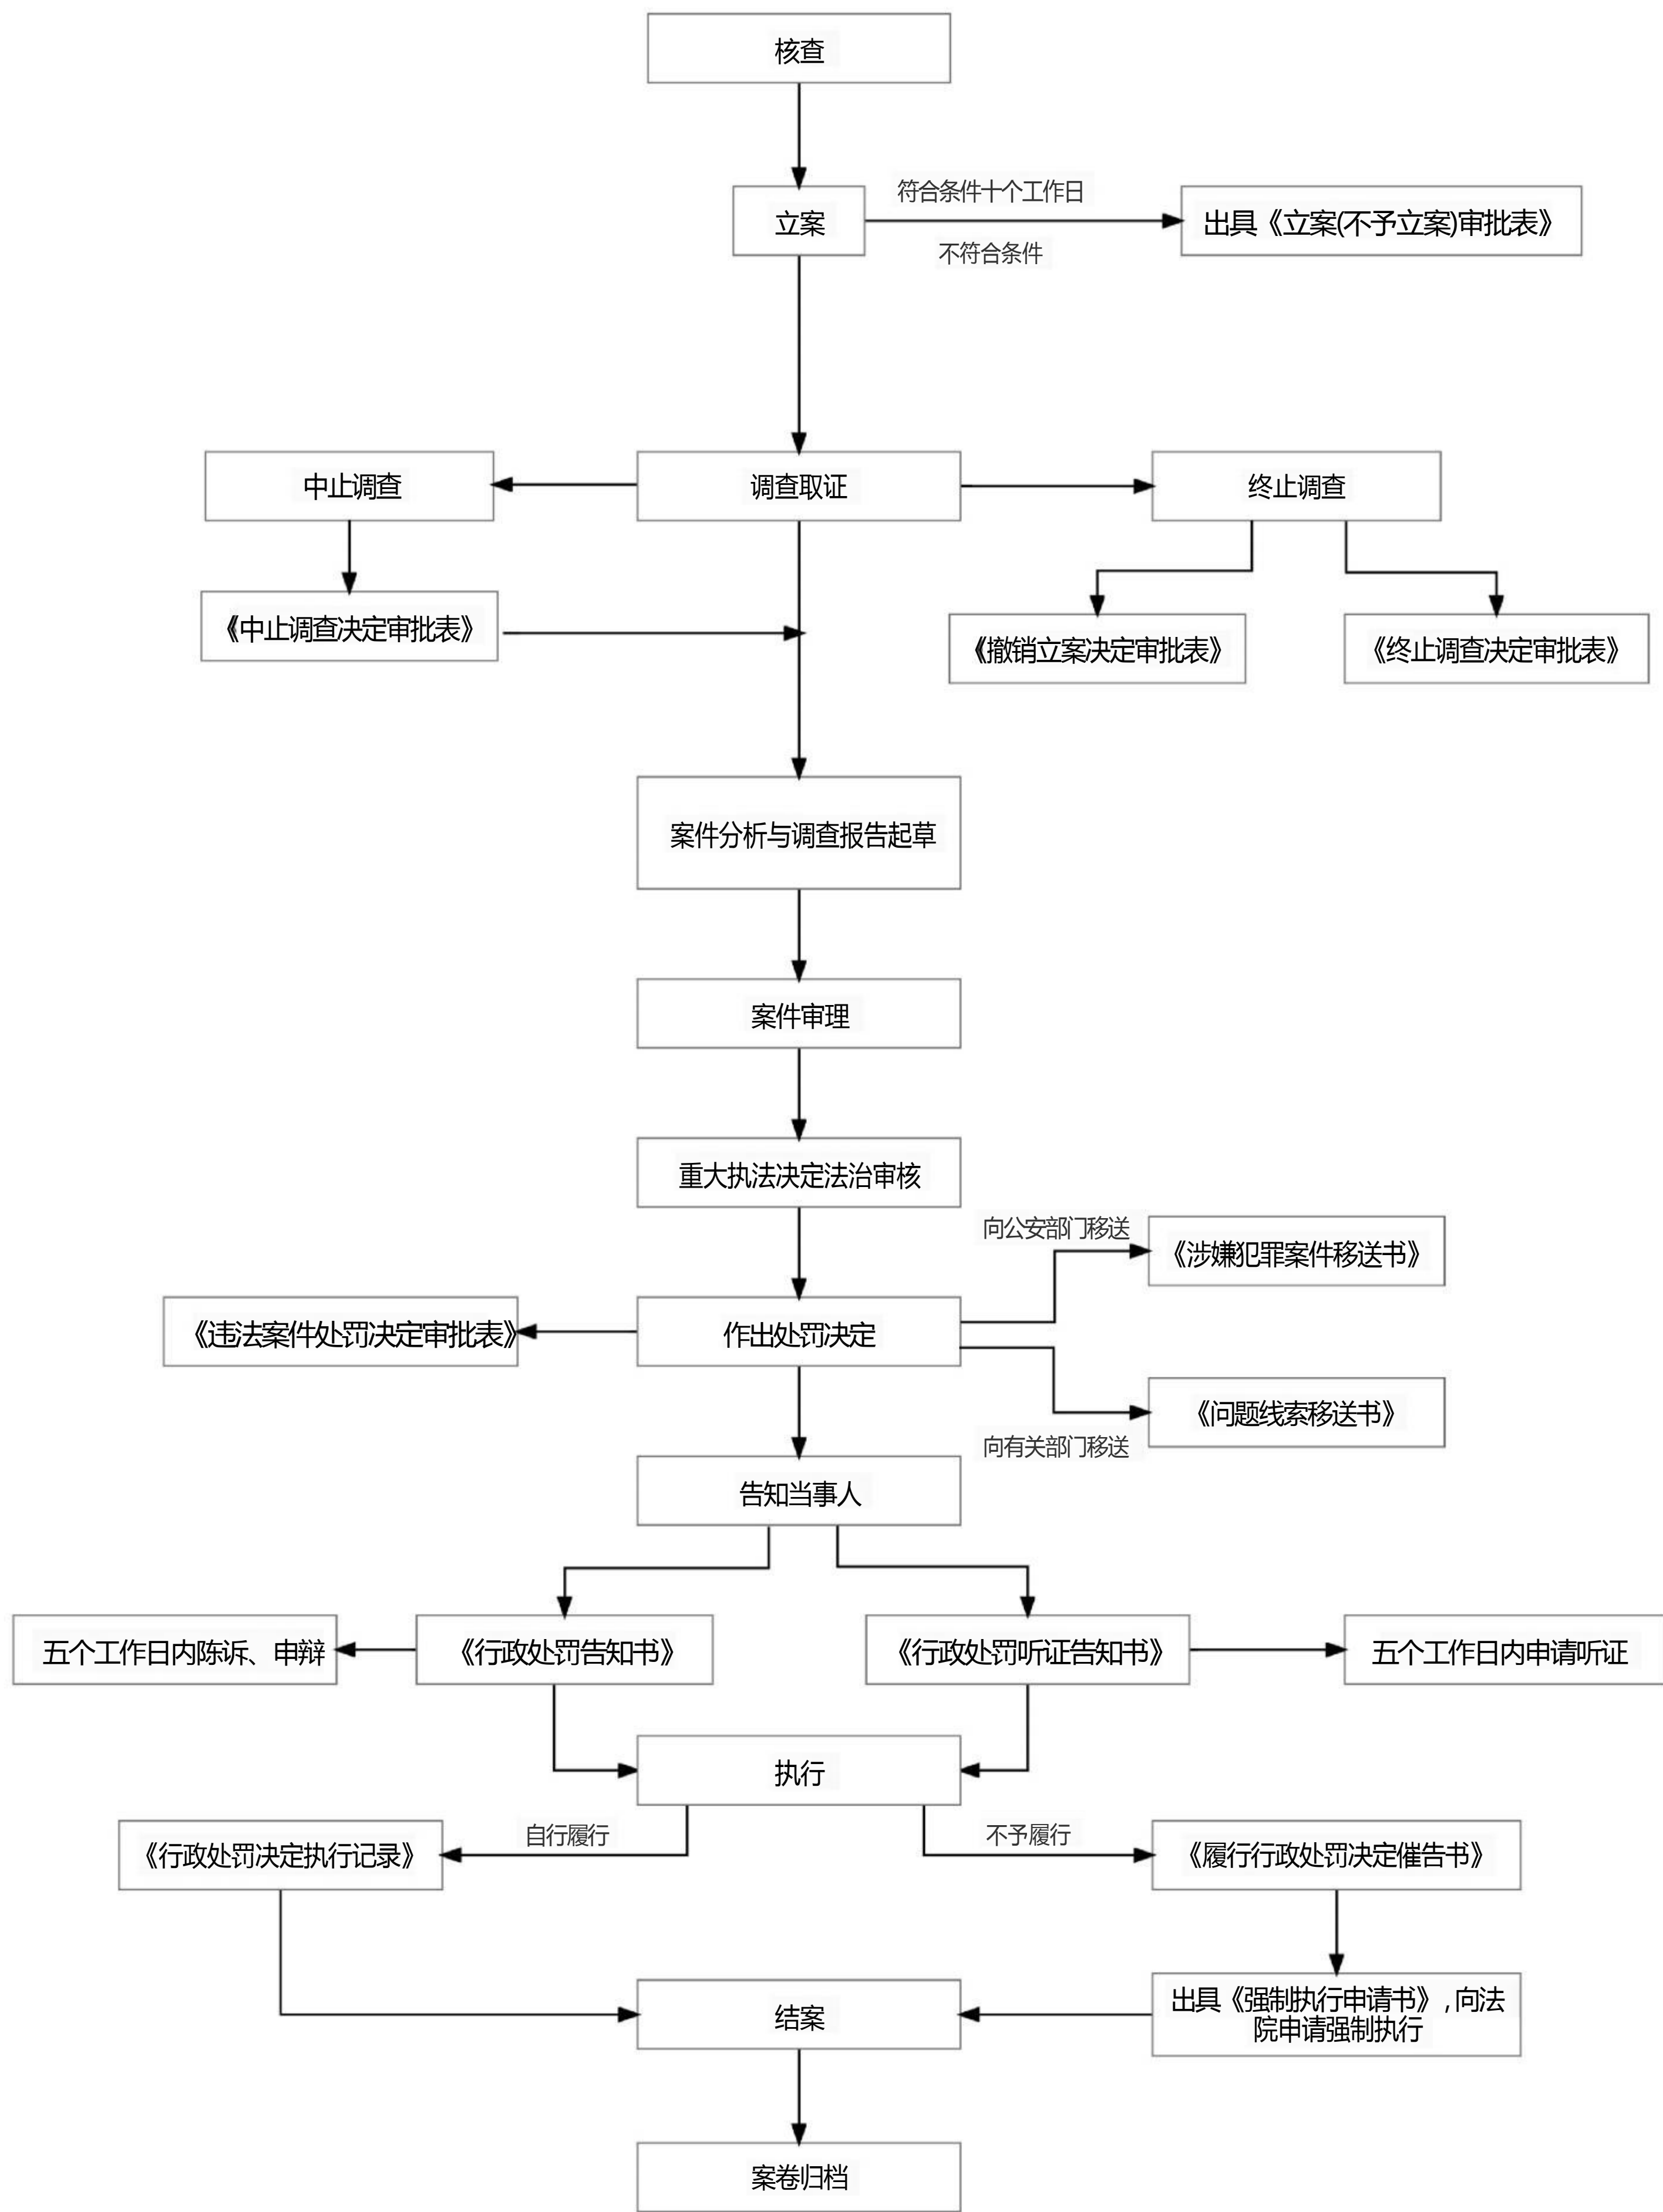 核查
符合条件十个工作日
立案
出具《立案(不予立案)审批表》
不符合条件
中止调查
调查取证
终止调查
《中止调查决定审批表》
《撤销立案决定审批表》
《终止调查决定审批表》
案件分析与调查报告起草
案件审理
重大执法决定法治审核
向公安部门移送
《涉嫌犯罪案件移送书》
《违法案件处罚决定审批表》
作出处罚决定
《问题线索移送书》
向有关部门移送
告知当事人
五个工作日内陈诉、申辩
《行政处罚告知书》
《行政处罚听证告知书》
五个工作日内申请听证
执行
自行履行
不予履行
《行政处罚决定执行记录》
《履行行政处罚决定催告书》
出具《强制执行申请书》,向法
院申请强制执行
结案
案卷归档